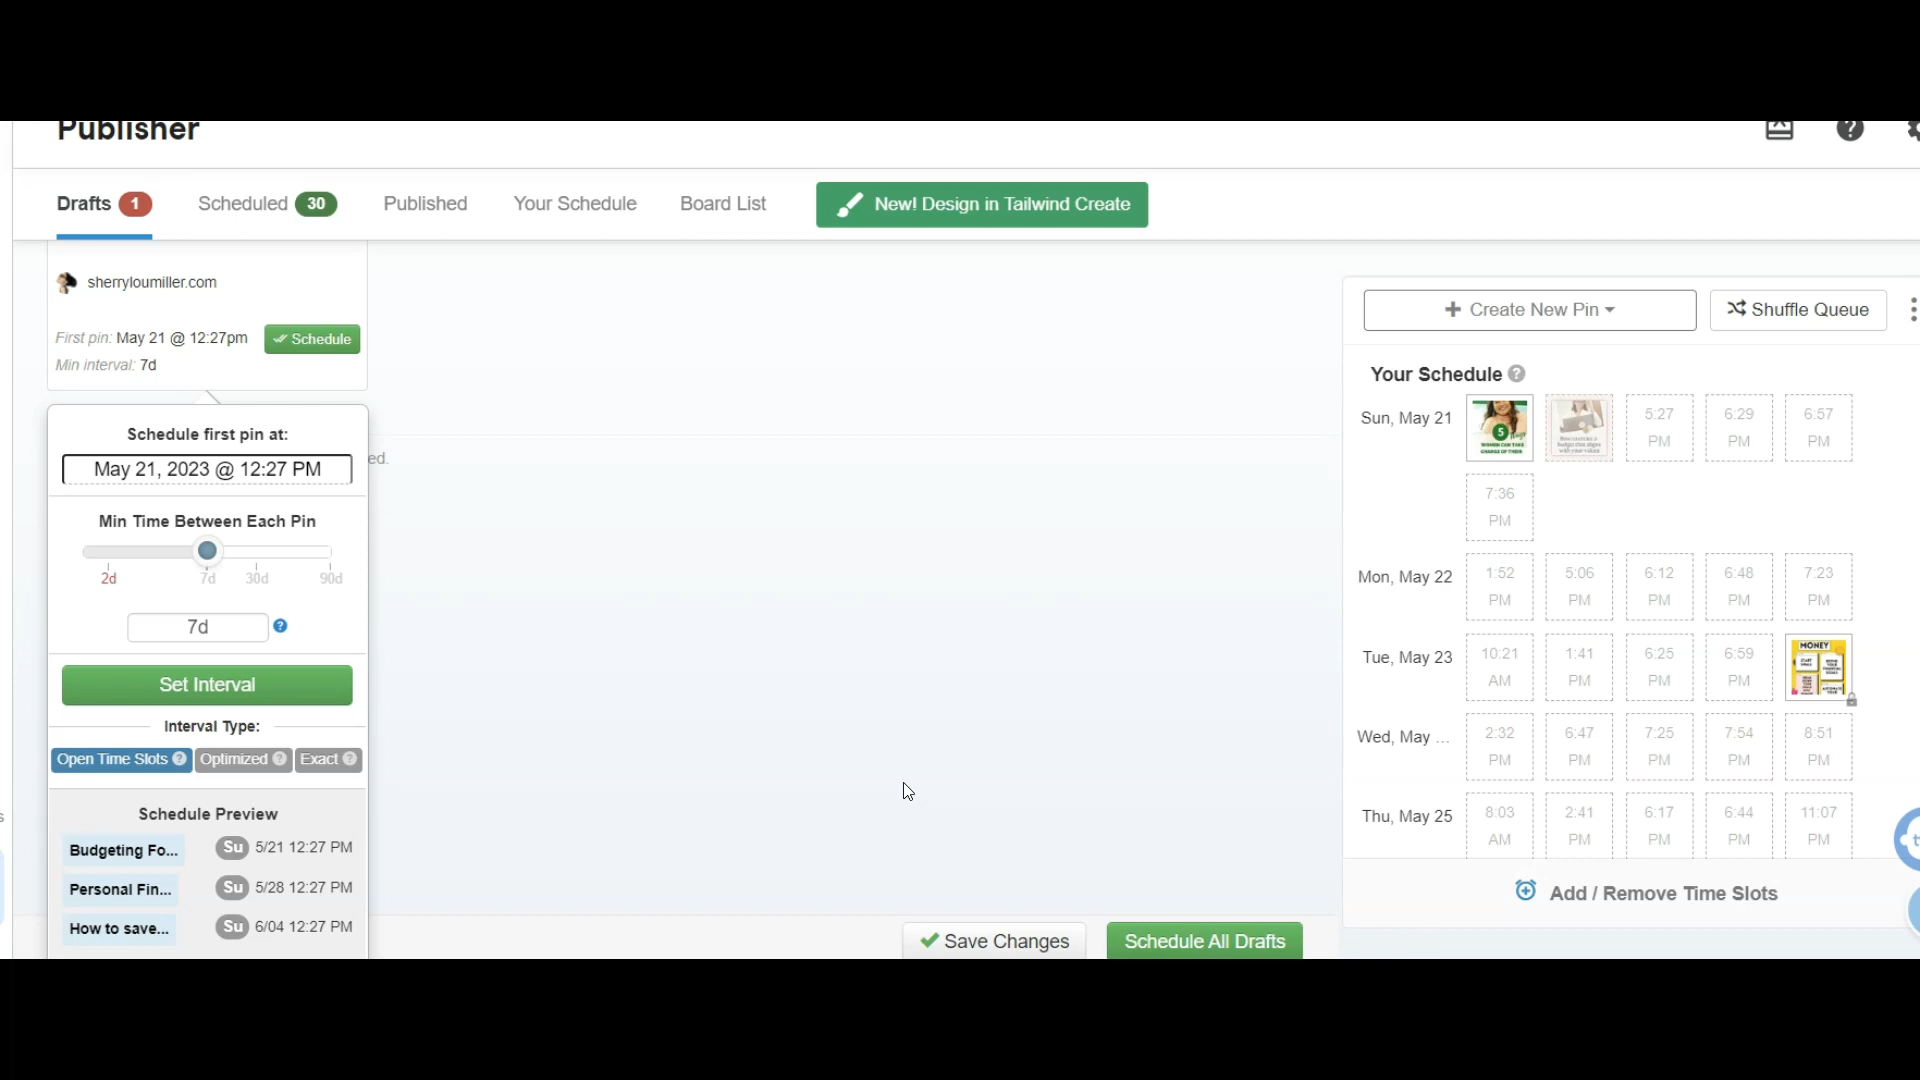 Publisher
Drafts 1
Scheduled 30
Published
Your Schedule
Board List
New! Design in Tailwind Create
sherryloumiller.com
First pin: May 21 @ 12:27pm
Schedule
Min interval: 7d
Schedule first pin at:
May 21, 2023 @ 12:27 PM
ed.
Min Time Between Each Pin
2d 7d 30d 90d
7d
Set Interval
Interval Type:
Open Time Slots Optimized Exact
Schedule Preview
Budgeting Fo... Su 5/21 12:27 PM
Personal Fin... Su 5/28 12:27 PM
How to save... Su 6/04 12:27 PM
Save Changes
Schedule All Drafts
Create New Pin
Shuffle Queue
Your Schedule
Sun, May 21
5
WOMEN CAN TAKE
CHARGE OF THEIR
5:27 PM
6:29 PM
6:57 PM
7:36 PM
Mon, May 22
1:52 PM
5:06 PM
6:12 PM
6:48 PM
7:23 PM
Tue, May 23
10:21 AM
1:41 PM
6:25 PM
6:59 PM
MONEY
Wed, May ...
2:32 PM
6:47 PM
7:25 PM
7:54 PM
8:51 PM
Thu, May 25
8:03 AM
2:41 PM
6:17 PM
6:44 PM
11:07 PM
Add / Remove Time Slots